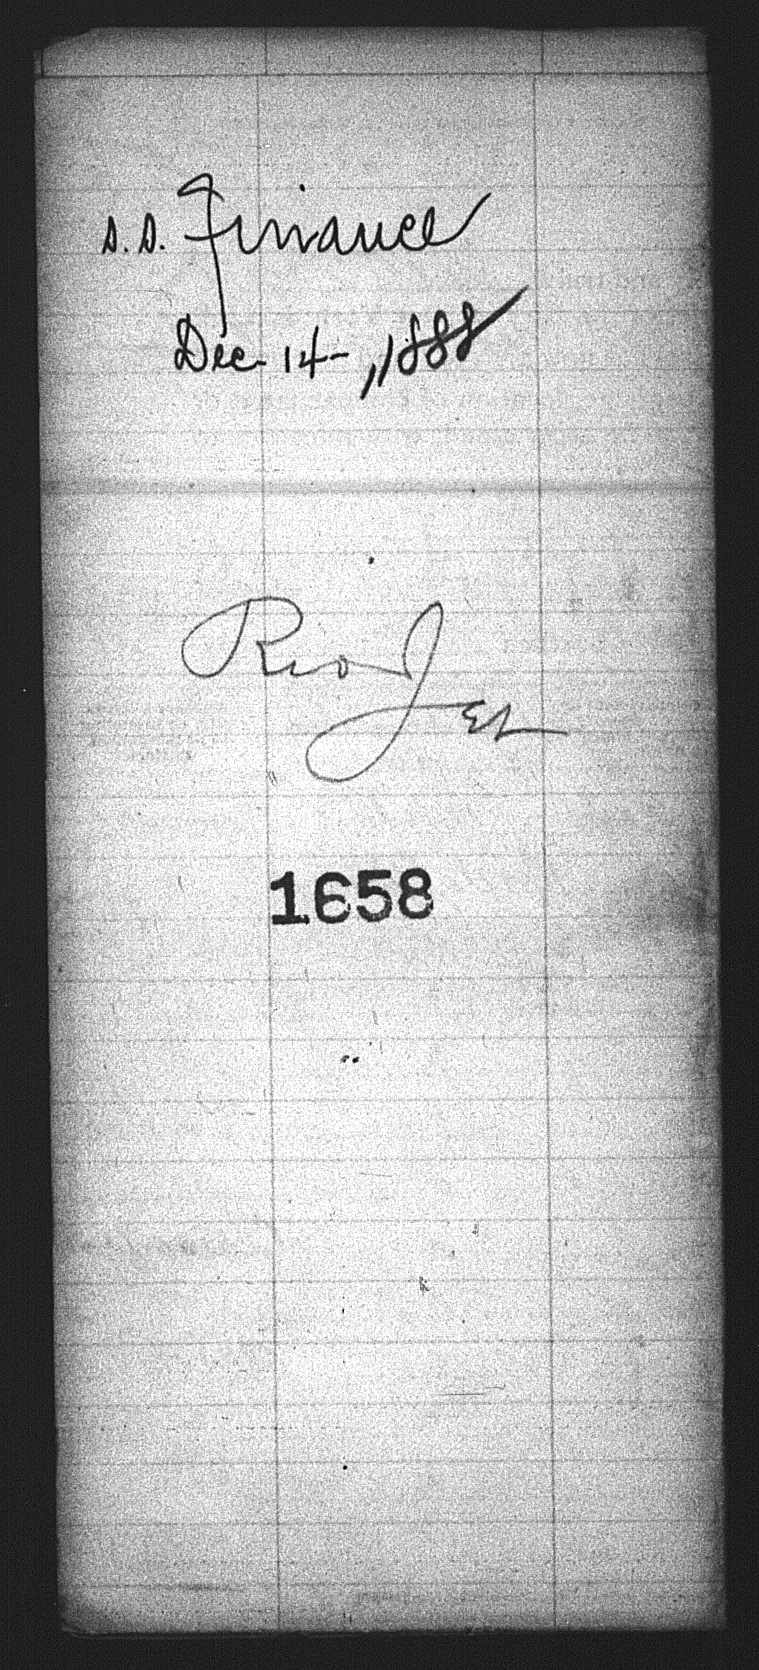 S.S. Finance
Dec. 14-, 1888
Rio
1658